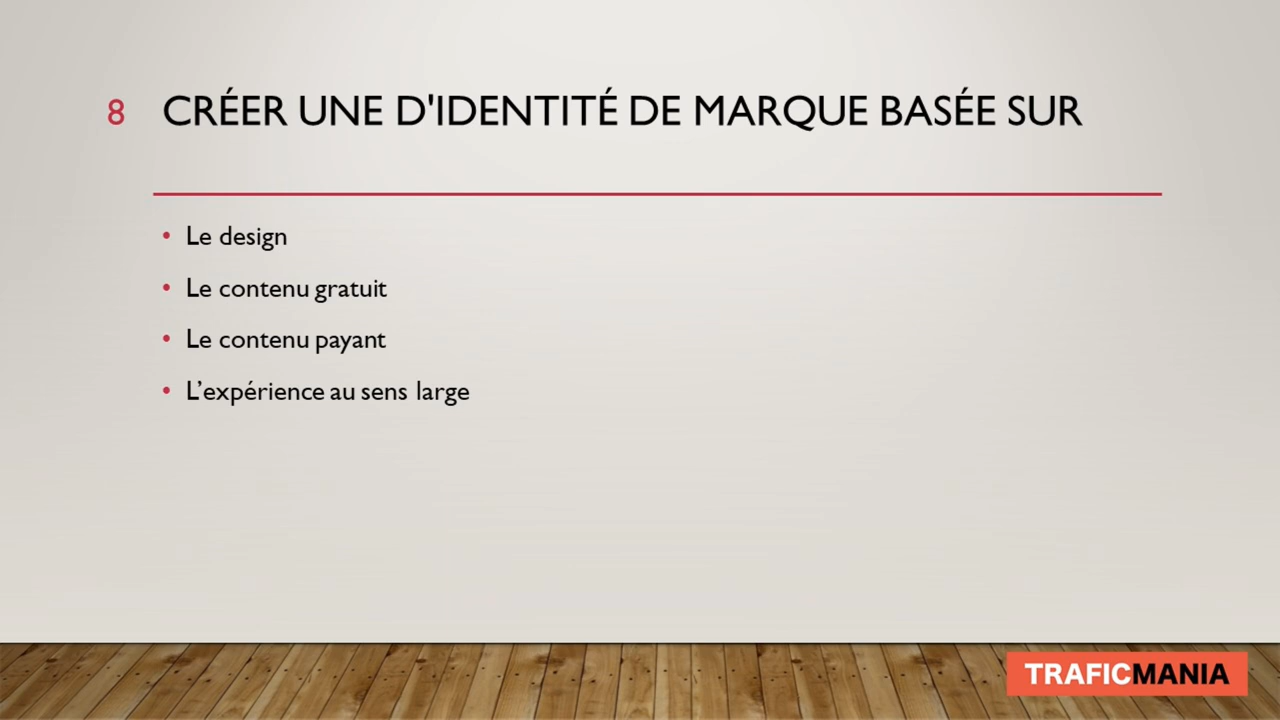 8 CRÉER UNE D'IDENTITÉ DE MARQUE BASÉE SUR
• Le design
• Le contenu gratuit
• Le contenu payant
• L’expérience au sens large
TRAFICMANIA